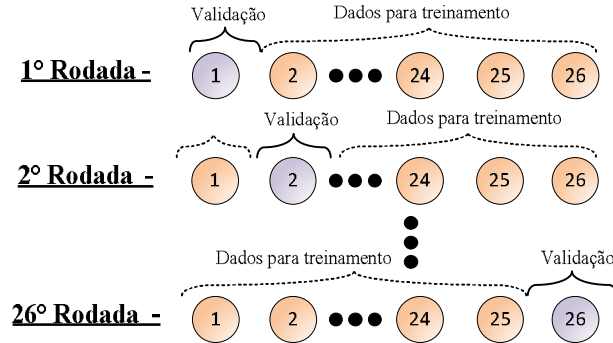 Validação Dados para treinamento
1° Rodada - 1 2 24 25 26
Validação Dados para treinamento
2° Rodada - 1 2 24 25 26
Dados para treinamento Validação
26° Rodada - 1 2 24 25 26